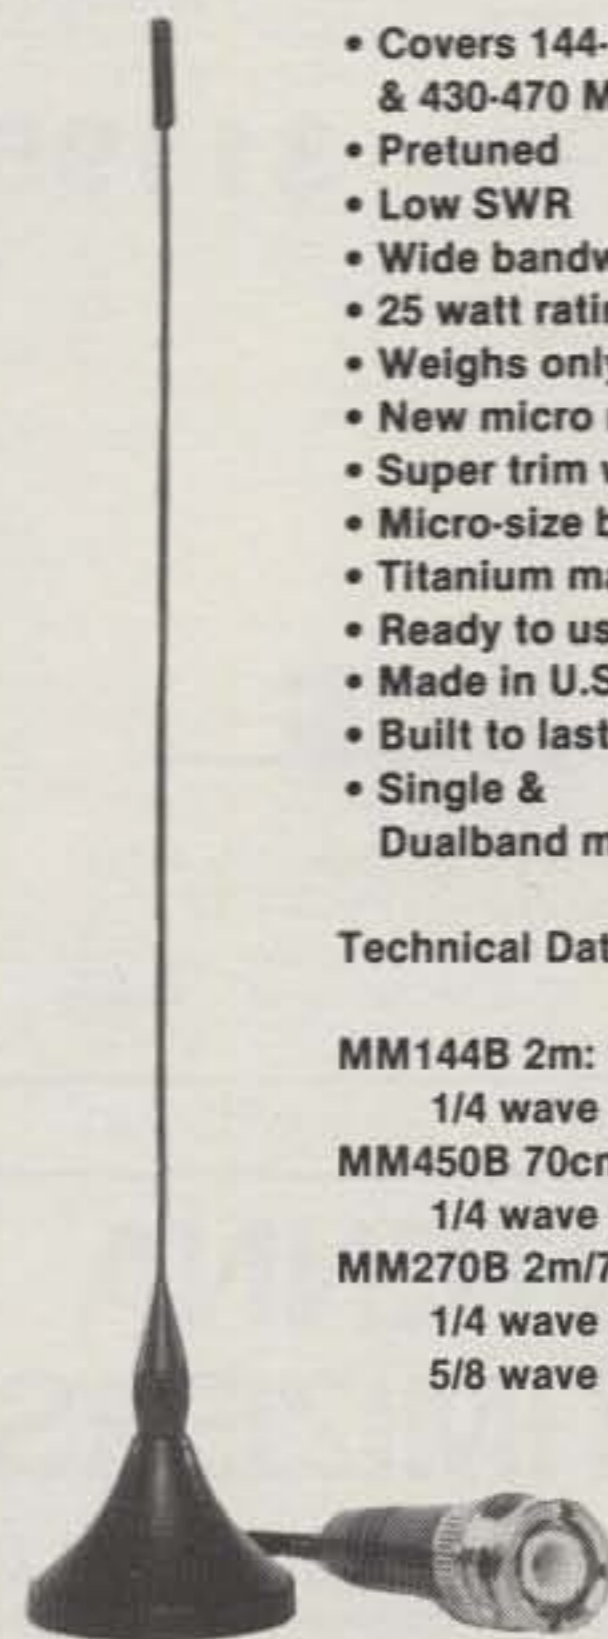 • Covers 144-
& 430-470 M
• Pretuned
• Low SWR
• Wide bandw
• 25 watt ratin
• Weighs only
• New micro
• Super trim
• Micro-size b
• Titanium ma
• Ready to us
• Made in U.S
• Built to last
• Single &
Dualband m
Technical Dat
MM144B 2m:
1/4 wave
MM450B 70cm
1/4 wave
MM270B 2m/7
1/4 wave
5/8 wave